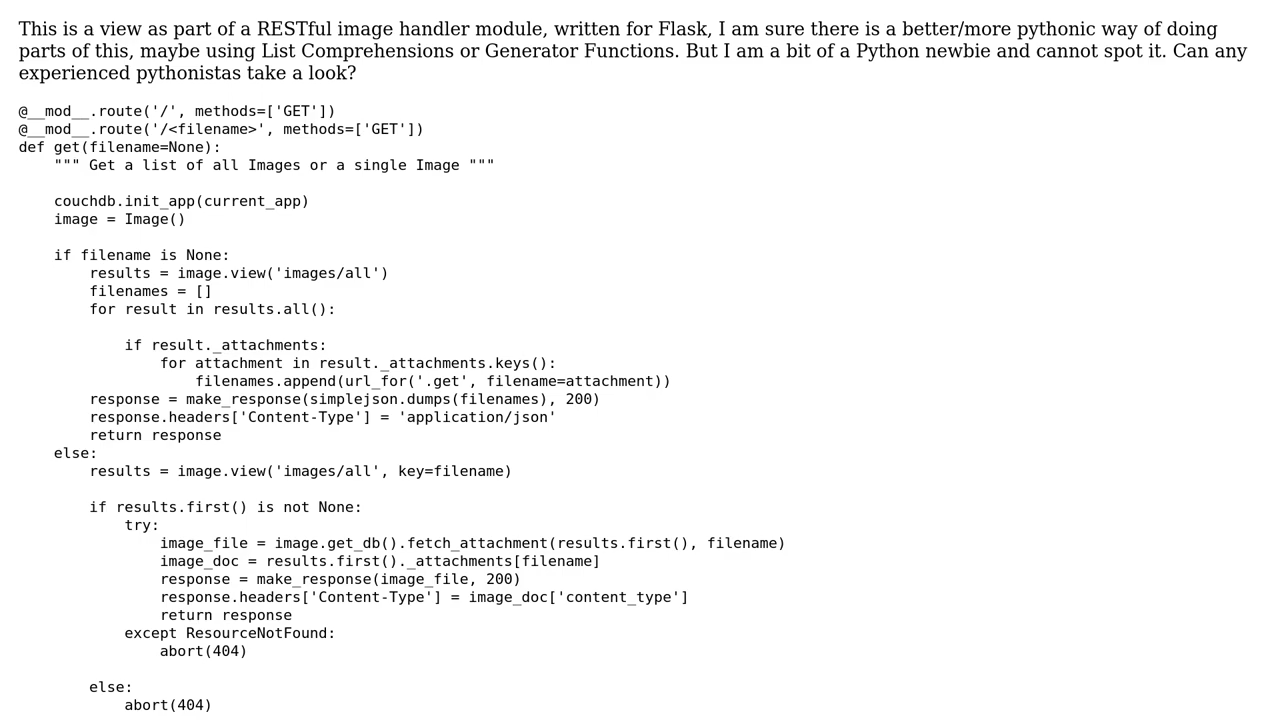 This is a view as part of a RESTful image handler module, written for Flask, I am sure there is a better/more pythonic way of doing
parts of this, maybe using List Comprehensions or Generator Functions. But I am a bit of a Python newbie and cannot spot it. Can any
experienced pythonistas take a look?
@__mod__.route('/', methods=['GET'])
@__mod__.route('/<filename>', methods=['GET'])
def get(filename=None):
    """ Get a list of all Images or a single Image """
    couchdb.init_app(current_app)
    image = Image()
    if filename is None:
        results = image.view('images/all')
        filenames = []
        for result in results.all():
            if result._attachments:
                for attachment in result._attachments.keys():
                    filenames.append(url_for('.get', filename=attachment))
        response = make_response(simplejson.dumps(filenames), 200)
        response.headers['Content-Type'] = 'application/json'
        return response
    else:
        results = image.view('images/all', key=filename)
        if results.first() is not None:
            try:
                image_file = image.get_db().fetch_attachment(results.first(), filename)
                image_doc = results.first()._attachments[filename]
                response = make_response(image_file, 200)
                response.headers['Content-Type'] = image_doc['content_type']
                return response
            except ResourceNotFound:
                abort(404)
        else:
            abort(404)